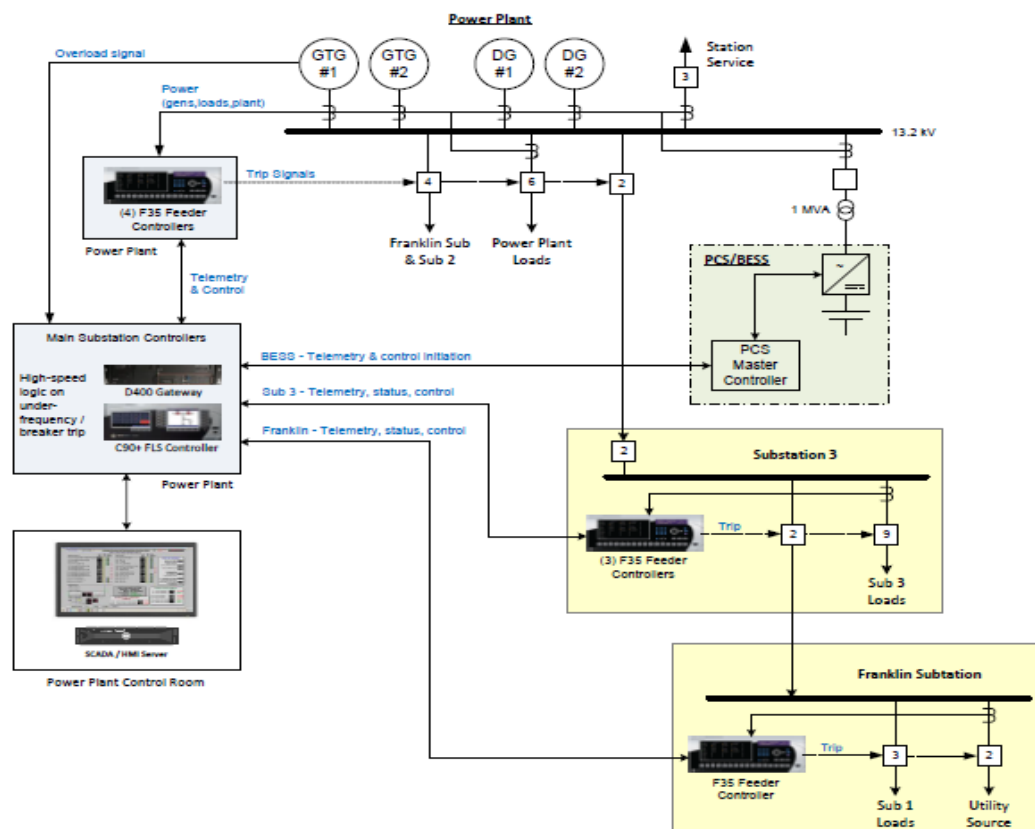 Power Plant
Overload signal
GTG
#1
GTG
#2
DG
#1
DG
#2
Station
Service
3
Power
(gens,loads,plant)
13.2 kV
(4) F35 Feeder
Controllers
Power Plant
Trip Signals
4
6
2
Franklin Sub
& Sub 2
Power Plant
Loads
1 MVA
PCS/BESS
~
PCS
Master
Controller
Telemetry
& Control
Main Substation Controllers
High-speed
logic on
under-
frequency /
breaker trip
D400 Gateway
C90+ FLS Controller
Power Plant
BESS - Telemetry & control initiation
Sub 3 - Telemetry, status, control
Franklin - Telemetry, status, control
2
Substation 3
(3) F35 Feeder
Controllers
Trip
2
9
Sub 3
Loads
SCADA / HMI Server
Power Plant Control Room
Franklin Subtation
F35 Feeder
Controller
Trip
3
2
Sub 1
Loads
Utility
Source